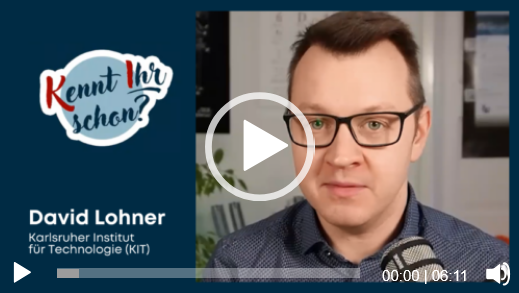 Kennt Ihr
schon?
David Lohner
Karlsruher Institut
für Technologie (KIT)
00:00 | 06:11